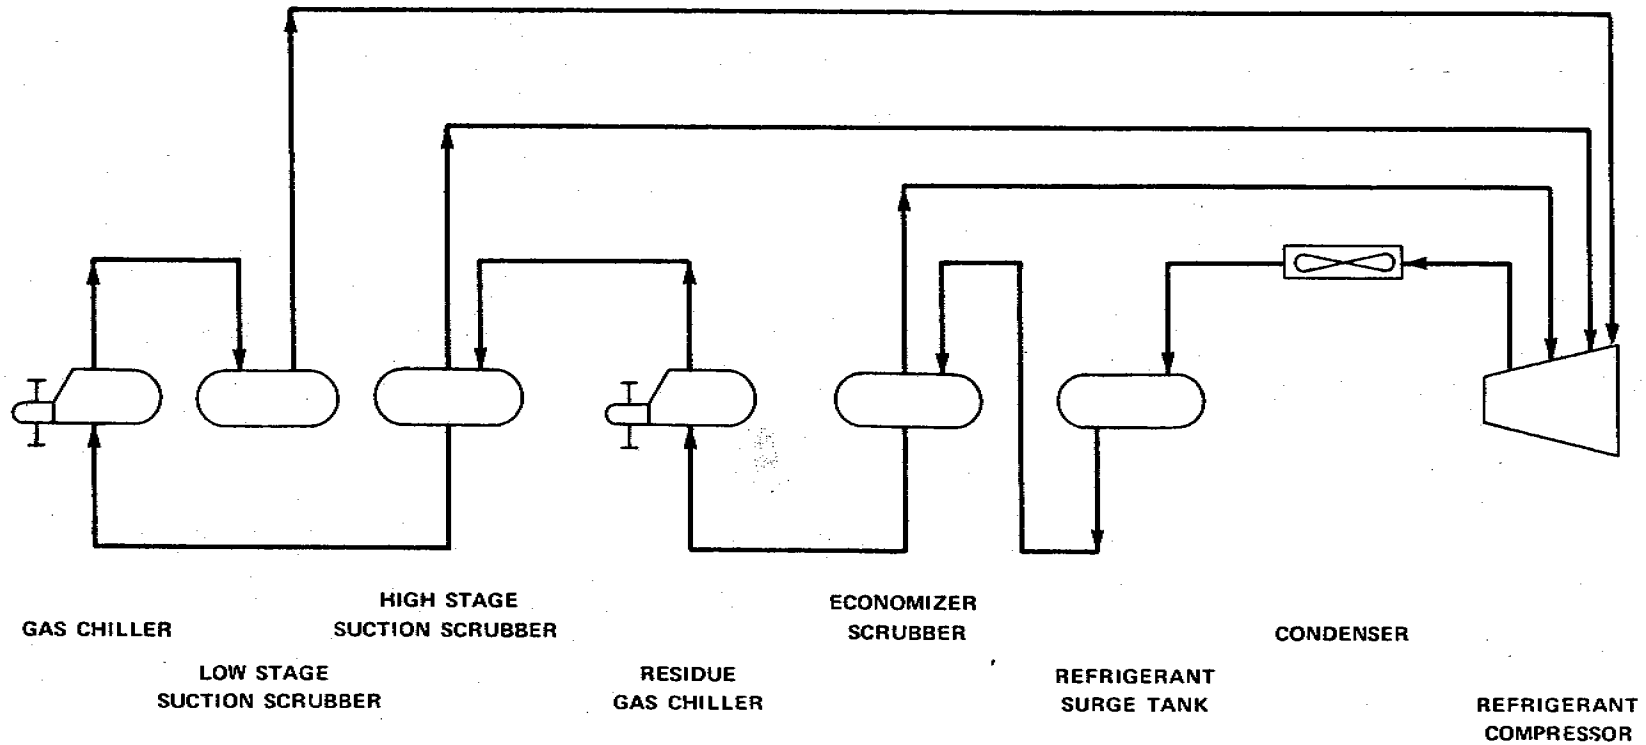 GAS CHILLER
LOW STAGE
SUCTION SCRUBBER
HIGH STAGE
SUCTION SCRUBBER
RESIDUE
GAS CHILLER
ECONOMIZER
SCRUBBER
REFRIGERANT
SURGE TANK
CONDENSER
REFRIGERANT
COMPRESSOR